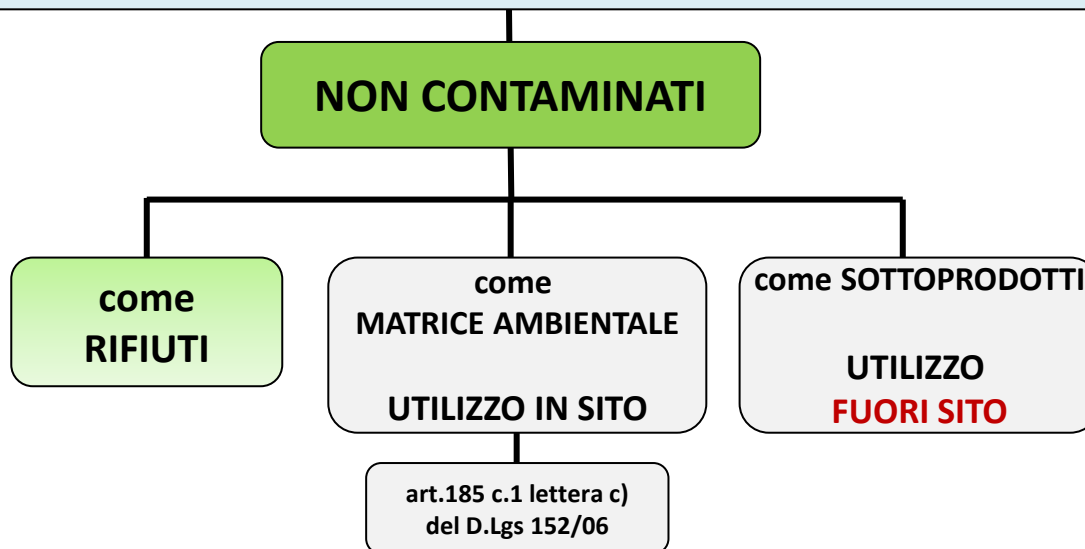 NON CONTAMINATI
come
RIFIUTI
come
MATRICE AMBIENTALE
UTILIZZO IN SITO
come SOTTOPRODOTTI
UTILIZZO
FUORI SITO
art.185 c.1 lettera c)
del D.Lgs 152/06